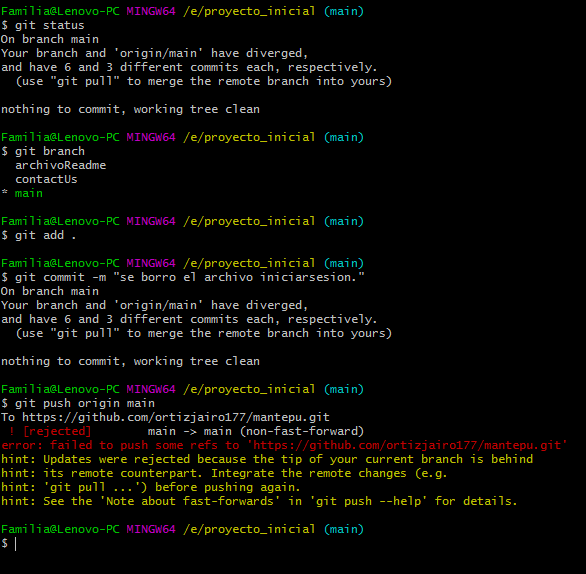 Familia@Lenovo-PC MINGW64 /e/proyecto_inicial (main)
$ git status
On branch main
Your branch and 'origin/main' have diverged,
and have 6 and 3 different commits each, respectively.
  (use "git pull" to merge the remote branch into yours)
nothing to commit, working tree clean
Familia@Lenovo-PC MINGW64 /e/proyecto_inicial (main)
$ git branch
  archivoReadme
  contactUs
* main
Familia@Lenovo-PC MINGW64 /e/proyecto_inicial (main)
$ git add .
Familia@Lenovo-PC MINGW64 /e/proyecto_inicial (main)
$ git commit -m "se borro el archivo iniciarsesion."
On branch main
Your branch and 'origin/main' have diverged,
and have 6 and 3 different commits each, respectively.
  (use "git pull" to merge the remote branch into yours)
nothing to commit, working tree clean
Familia@Lenovo-PC MINGW64 /e/proyecto_inicial (main)
$ git push origin main
To https://github.com/ortizjairo177/mantepu.git
 ! [rejected]        main -> main (non-fast-forward)
error: failed to push some refs to 'https://github.com/ortizjairo177/mantepu.git'
hint: Updates were rejected because the tip of your current branch is behind
hint: its remote counterpart. Integrate the remote changes (e.g.
hint: 'git pull ...') before pushing again.
hint: See the 'Note about fast-forwards' in 'git push --help' for details.
Familia@Lenovo-PC MINGW64 /e/proyecto_inicial (main)
$